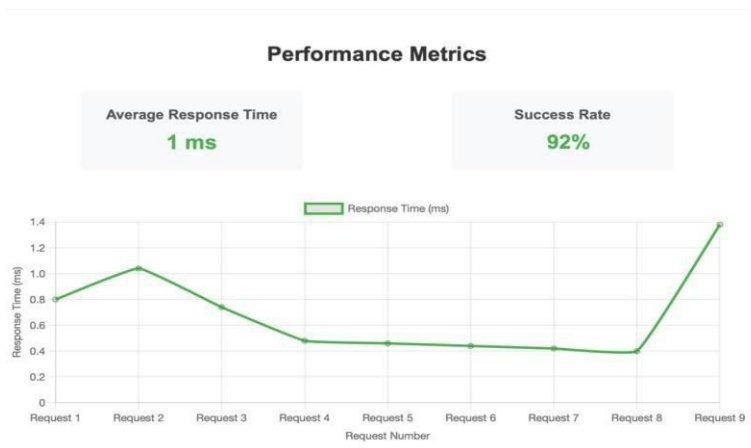 Performance Metrics
Average Response Time
1 ms
Success Rate
92%
Response Time (ms)
1.4
1.2
1.0
0.8
0.6
0.4
0.2
0
Response Time (ms)
Request 1
Request 2
Request 3
Request 4
Request 5
Request 6
Request 7
Request 8
Request 9
Request Number